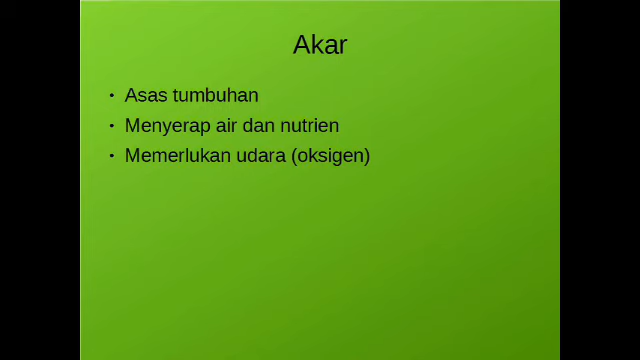 Akar
• Asas tumbuhan
• Menyerap air dan nutrien
• Memerlukan udara (oksigen)